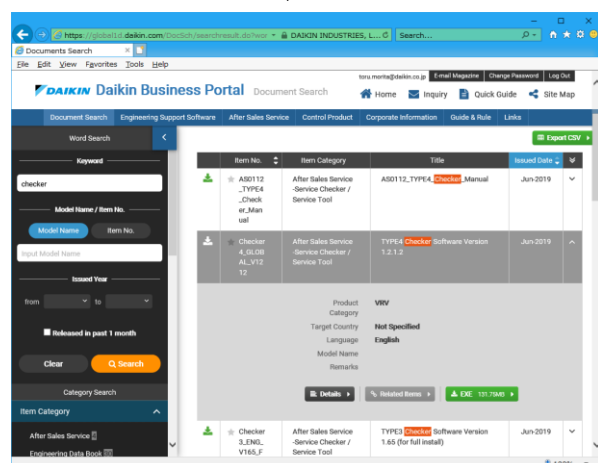 https://global1d.daikin.com/DocSch/searchresult.do?wor
DAIKIN INDUSTRIES, L...
Search...
Documents Search
File Edit View Favorites Tools Help
toru.morita@daikin.co.jp E-mail Magazine Change Password Log Out
DAIKIN Daikin Business Portal Document Search
Home Inquiry Quick Guide Site Map
Document Search Engineering Support Software After Sales Service Control Product Corporate Information Guide & Rule Links
Word Search
Export CSV
Keyword
Item No. Item Category Title Issued Date
checker
AS0112
_TYPE4
_Check
er_Man
ual
After Sales Service
-Service Checker /
Service Tool
AS0112_TYPE4_Checker_Manual
Jun-2019
Model Name / Item No.
Model Name Item No.
Input Model Name
Checker
4_GLOB
AL_V12
12
After Sales Service
-Service Checker /
Service Tool
TYPE4 Checker Software Version
1.2.1.2
Jun-2019
Issued Year
from to
Released in past 1 month
Clear Search
Product
Category
VRV
Target Country Not Specified
Language English
Model Name
Remarks
Details Related Items EXE 131.75MB
Category Search
Item Category
After Sales Service
Engineering Data Book
Checker
3_ENG_
V165_F
After Sales Service
-Service Checker /
Service Tool
TYPE3 Checker Software Version
1.65 (for full install)
Jun-2019